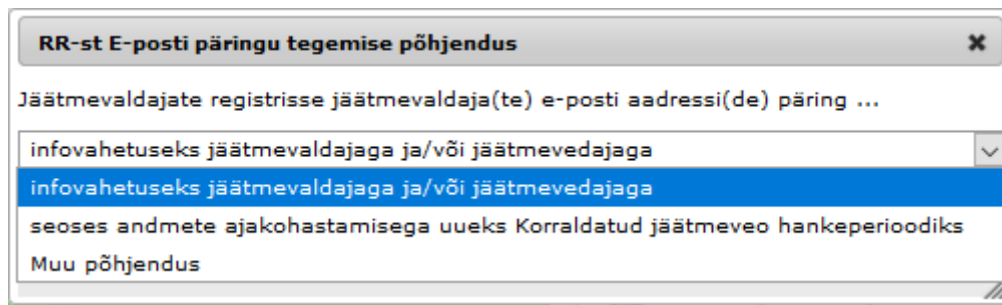 RR-st E-posti päringu tegemise põhjendus
Jäätmevaldajate registrisse jäätmevaldaja(te) e-posti aadressi(de) päring ...
infovahetuseks jäätmevaldajaga ja/või jäätmevedajaga
infovahetuseks jäätmevaldajaga ja/või jäätmevedajaga
seoses andmete ajakohastamisega uueks Korraldatud jäätmeveo hankeperioodiks
Muu põhjendus